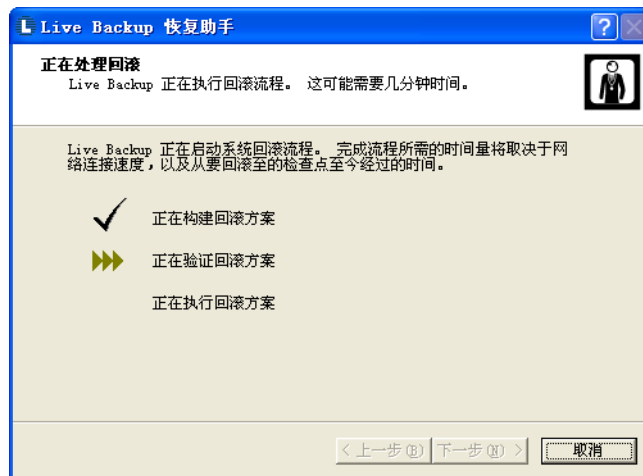 Live Backup 恢复助手
正在处理回滚
Live Backup 正在执行回滚流程。 这可能需要几分钟时间。
Live Backup 正在启动系统回滚流程。 完成流程所需的时间量将取决于网
络连接速度，以及从要回滚至的检查点至今经过的时间。
正在构建回滚方案
正在验证回滚方案
正在执行回滚方案
< 上一步(B) 下一步(N) > 取消